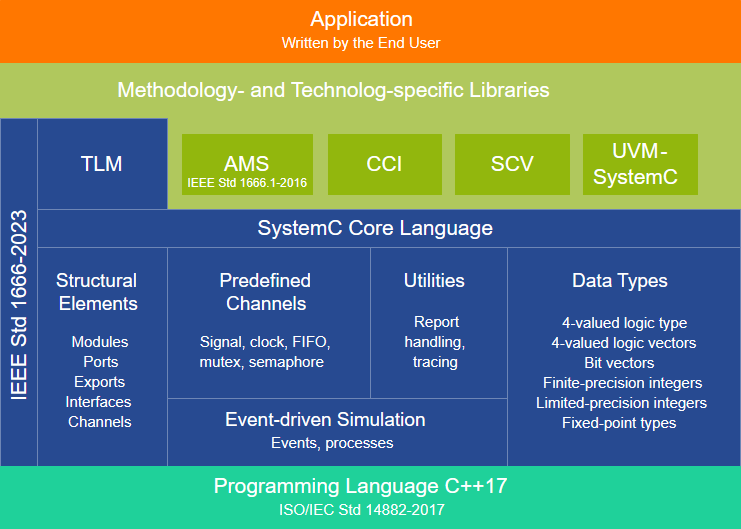 Application
Written by the End User
Methodology- and Technolog-specific Libraries
IEEE Std 1666-2023
TLM
AMS
IEEE Std 1666.1-2016
CCI
SCV
UVM-
SystemC
SystemC Core Language
Structural
Elements
Modules
Ports
Exports
Interfaces
Channels
Predefined
Channels
Signal, clock, FIFO,
mutex, semaphore
Utilities
Report
handling,
tracing
Data Types
4-valued logic type
4-valued logic vectors
Bit vectors
Finite-precision integers
Limited-precision integers
Fixed-point types
Event-driven Simulation
Events, processes
Programming Language C++17
ISO/IEC Std 14882-2017